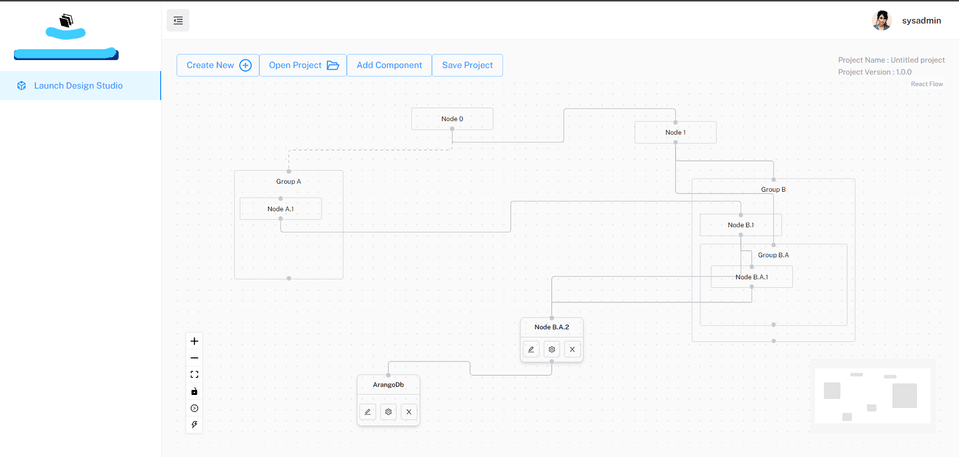 sysadmin
Launch Design Studio
Create New
Open Project
Add Component
Save Project
Project Name : Untitled project
Project Version : 1.0.0
React Flow
Node 0
Node 1
Group A
Group B
Node A.1
Node B.1
Group B.A
Node B.A.1
Node B.A.2
ArangoDb